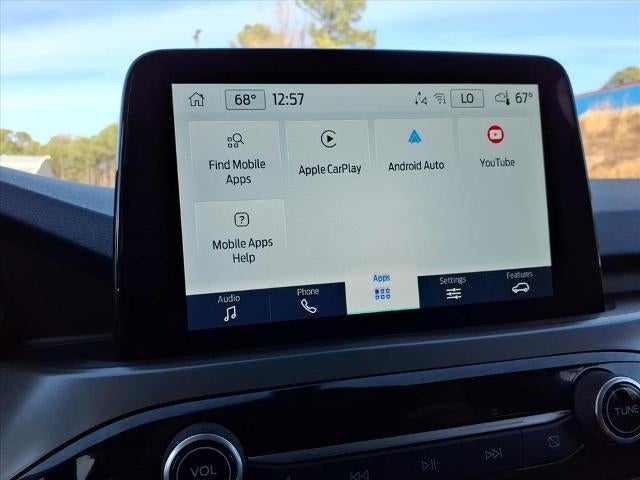 68° 12:57 LO 67°
Find Mobile
Apps
Apple CarPlay
Android Auto
YouTube
Mobile Apps
Help
Audio
Phone
Apps
Settings
Features
VOL
TUNE